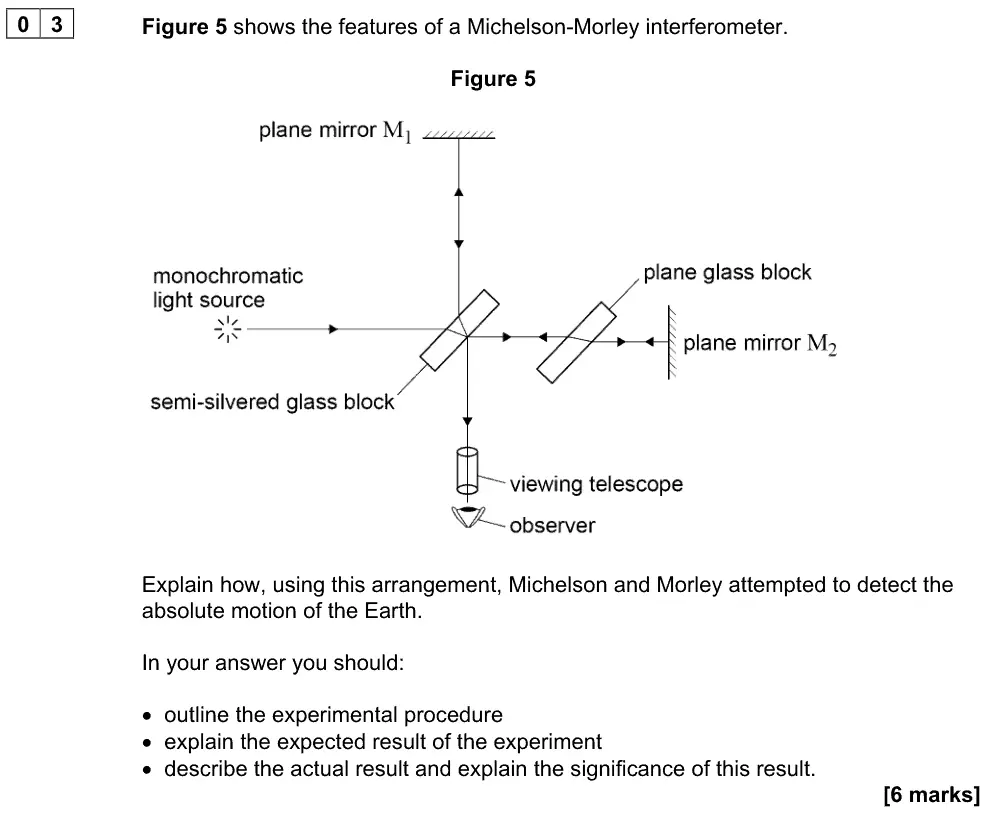 0 3 Figure 5 shows the features of a Michelson-Morley interferometer.
Figure 5
plane mirror M1
monochromatic
light source
plane glass block
plane mirror M2
semi-silvered glass block
viewing telescope
observer
Explain how, using this arrangement, Michelson and Morley attempted to detect the
absolute motion of the Earth.
In your answer you should:
• outline the experimental procedure
• explain the expected result of the experiment
• describe the actual result and explain the significance of this result.
[6 marks]